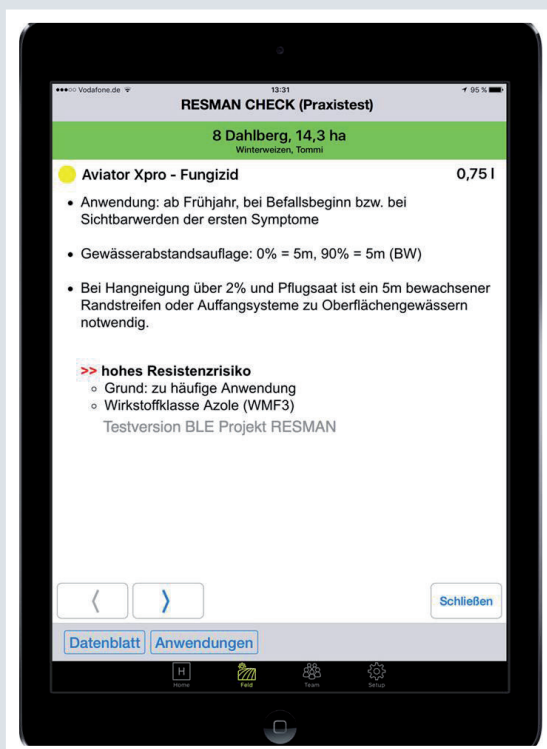 Vodafone.de 13:31 95 %
RESMAN CHECK (Praxistest)
8 Dahlberg, 14,3 ha
Winterweizen, Tommi
Aviator Xpro - Fungizid 0,75 l
• Anwendung: ab Frühjahr, bei Befallsbeginn bzw. bei
Sichtbarwerden der ersten Symptome
• Gewässerabstandsauflage: 0% = 5m, 90% = 5m (BW)
• Bei Hangneigung über 2% und Pflugsaat ist ein 5m bewachsener
Randstreifen oder Auffangsysteme zu Oberflächengewässern
notwendig.
>> hohes Resistenzrisiko
◦ Grund: zu häufige Anwendung
◦ Wirkstoffklasse Azole (WMF3)
Testversion BLE Projekt RESMAN
Schließen
Datenblatt Anwendungen
H
Home Feld Team Setup